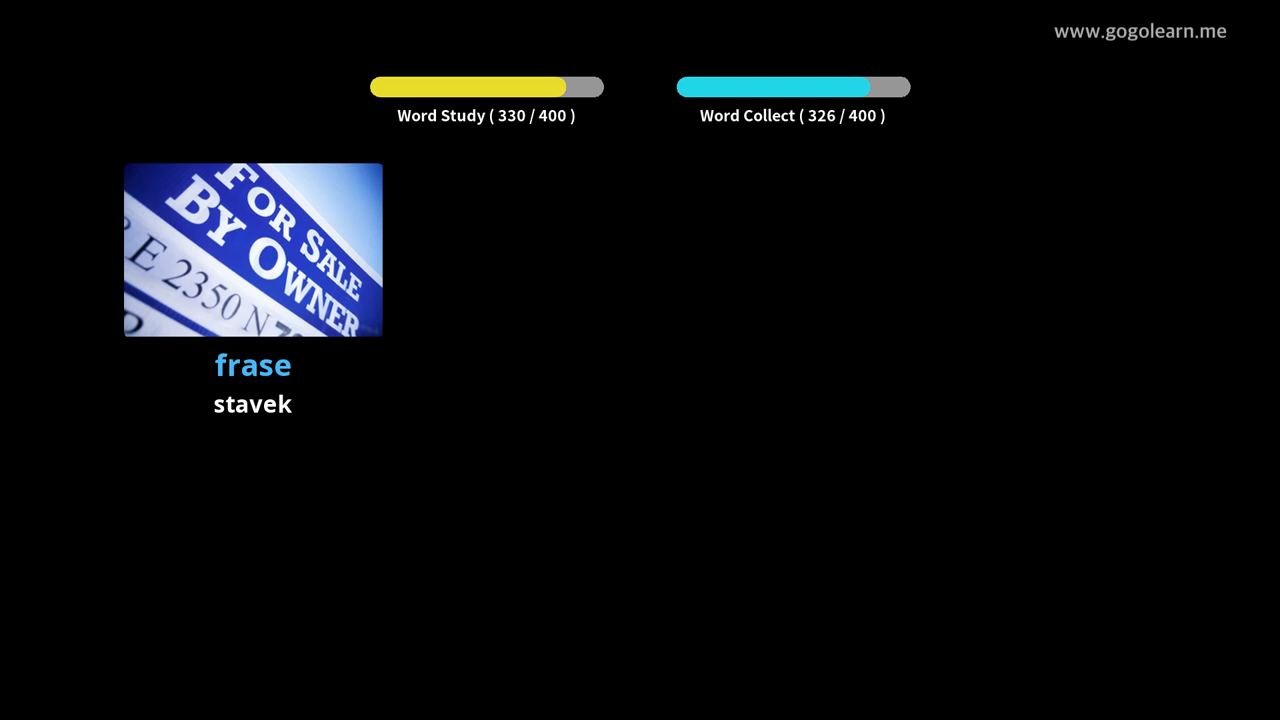 www.gogolearn.me
Word Study ( 330 / 400 )
Word Collect ( 326 / 400 )
FOR SALE
BY OWNER
E 2350 N
frase
stavek